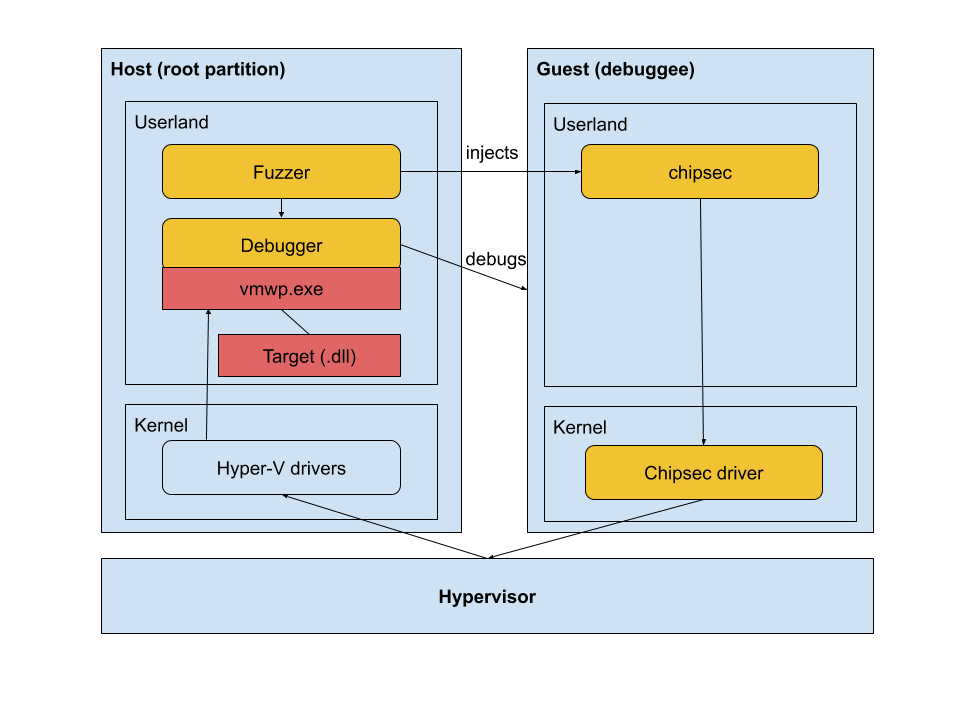 Host (root partition)
Userland
Fuzzer
Debugger
vmwp.exe
Target (.dll)
Kernel
Hyper-V drivers
injects
debugs
Guest (debuggee)
Userland
chipsec
Kernel
Chipsec driver
Hypervisor